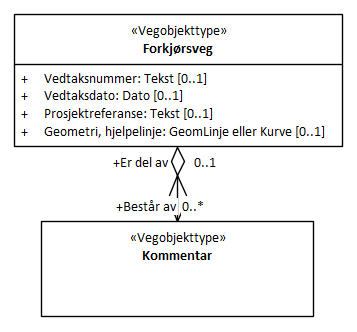 «Vegobjekttype»
Forkjørsveg
+ Vedtaksnummer: Tekst [0..1]
+ Vedtaksdato: Dato [0..1]
+ Prosjektreferanse: Tekst [0..1]
+ Geometri, hjelpelinje: GeomLinje eller Kurve [0..1]
+Er del av 0..1
+Består av 0..*
«Vegobjekttype»
Kommentar